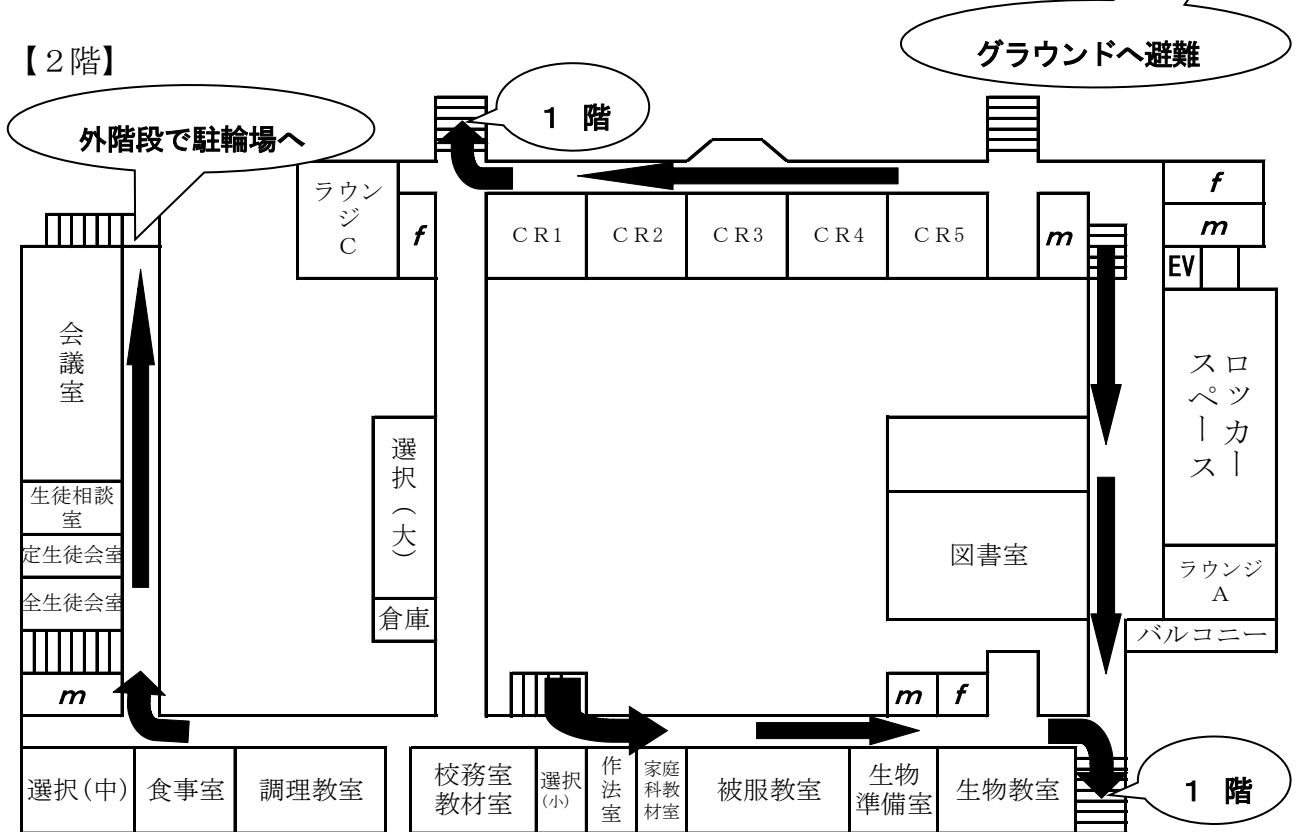 グラウンドへ避難
【２階】
外階段で駐輪場へ
１ 階
ラウン
ジ
C
f
CR1
CR2
CR3
CR4
CR5
m
f
m
EV
会
議
室
ロッカー
スペース
選
択
（
大
）
生徒相談
室
定生徒会室
全生徒会室
図書室
ラウンジ
A
倉庫
バルコニー
m
m
f
選択(中)
食事室
調理教室
校務室
教材室
選択
(小)
作
法
室
家庭
科教
材室
被服教室
生物
準備室
生物教室
１ 階